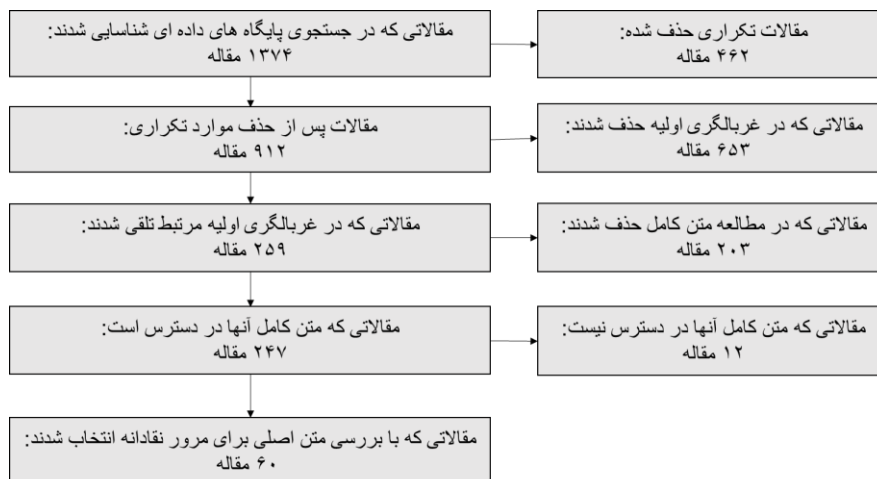 مقالاتی که در جستجوی پایگاه های داده ای شناسایی شدند:
۱۳۷۴ مقاله
مقالات تکراری حذف شده:
۴۶۲ مقاله
مقالات پس از حذف موارد تکراری:
۹۱۲ مقاله
مقالاتی که در غربالگری اولیه حذف شدند:
۶۵۳ مقاله
مقالاتی که در غربالگری اولیه مرتبط تلقی شدند:
۲۵۹ مقاله
مقالاتی که در مطالعه متن کامل حذف شدند:
۲۰۳ مقاله
مقالاتی که متن کامل آنها در دسترس است:
۲۴۷ مقاله
مقالاتی که متن کامل آنها در دسترس نیست:
۱۲ مقاله
مقالاتی که با بررسی متن اصلی برای مرور نقادانه انتخاب شدند:
۶۰ مقاله